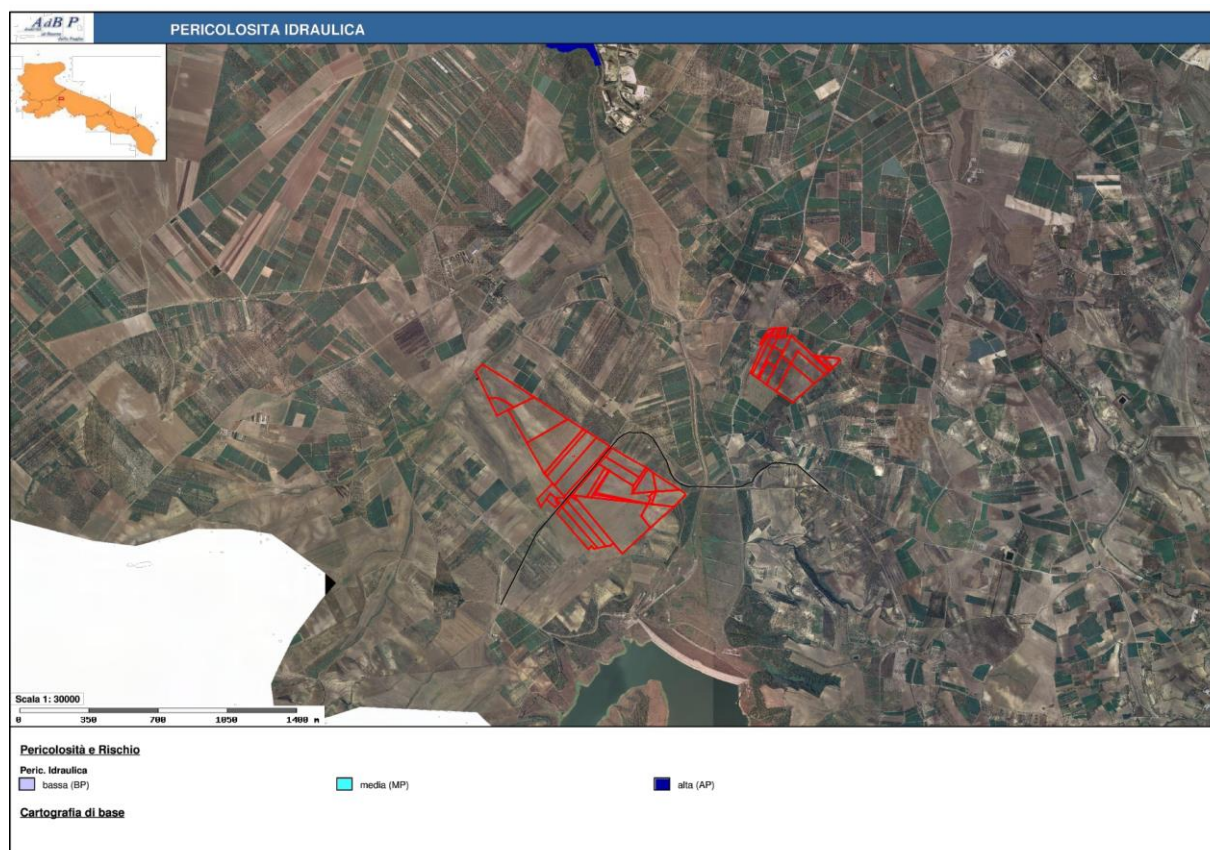 AdBP
PERICOLOSITA IDRAULICA
Scala 1: 30000
0 350 700 1050 1400 m
Pericolosità e Rischio
Peric. Idraulica
bassa (BP) media (MP) alta (AP)
Cartografia di base